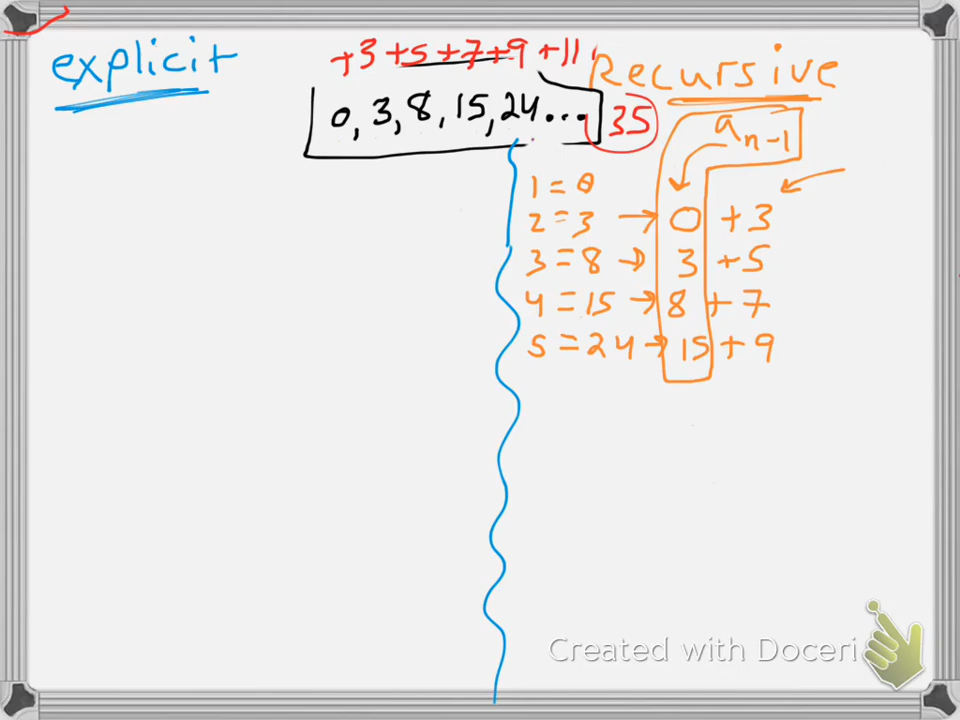 explicit
+3 +5 +7 +9 +11
0, 3, 8, 15, 24 ...
35
Recursive
an-1
1 = 0
2 = 3 → 0 + 3
3 = 8 → 3 + 5
4 = 15 → 8 + 7
5 = 24 → 15 + 9
Created with Doceri